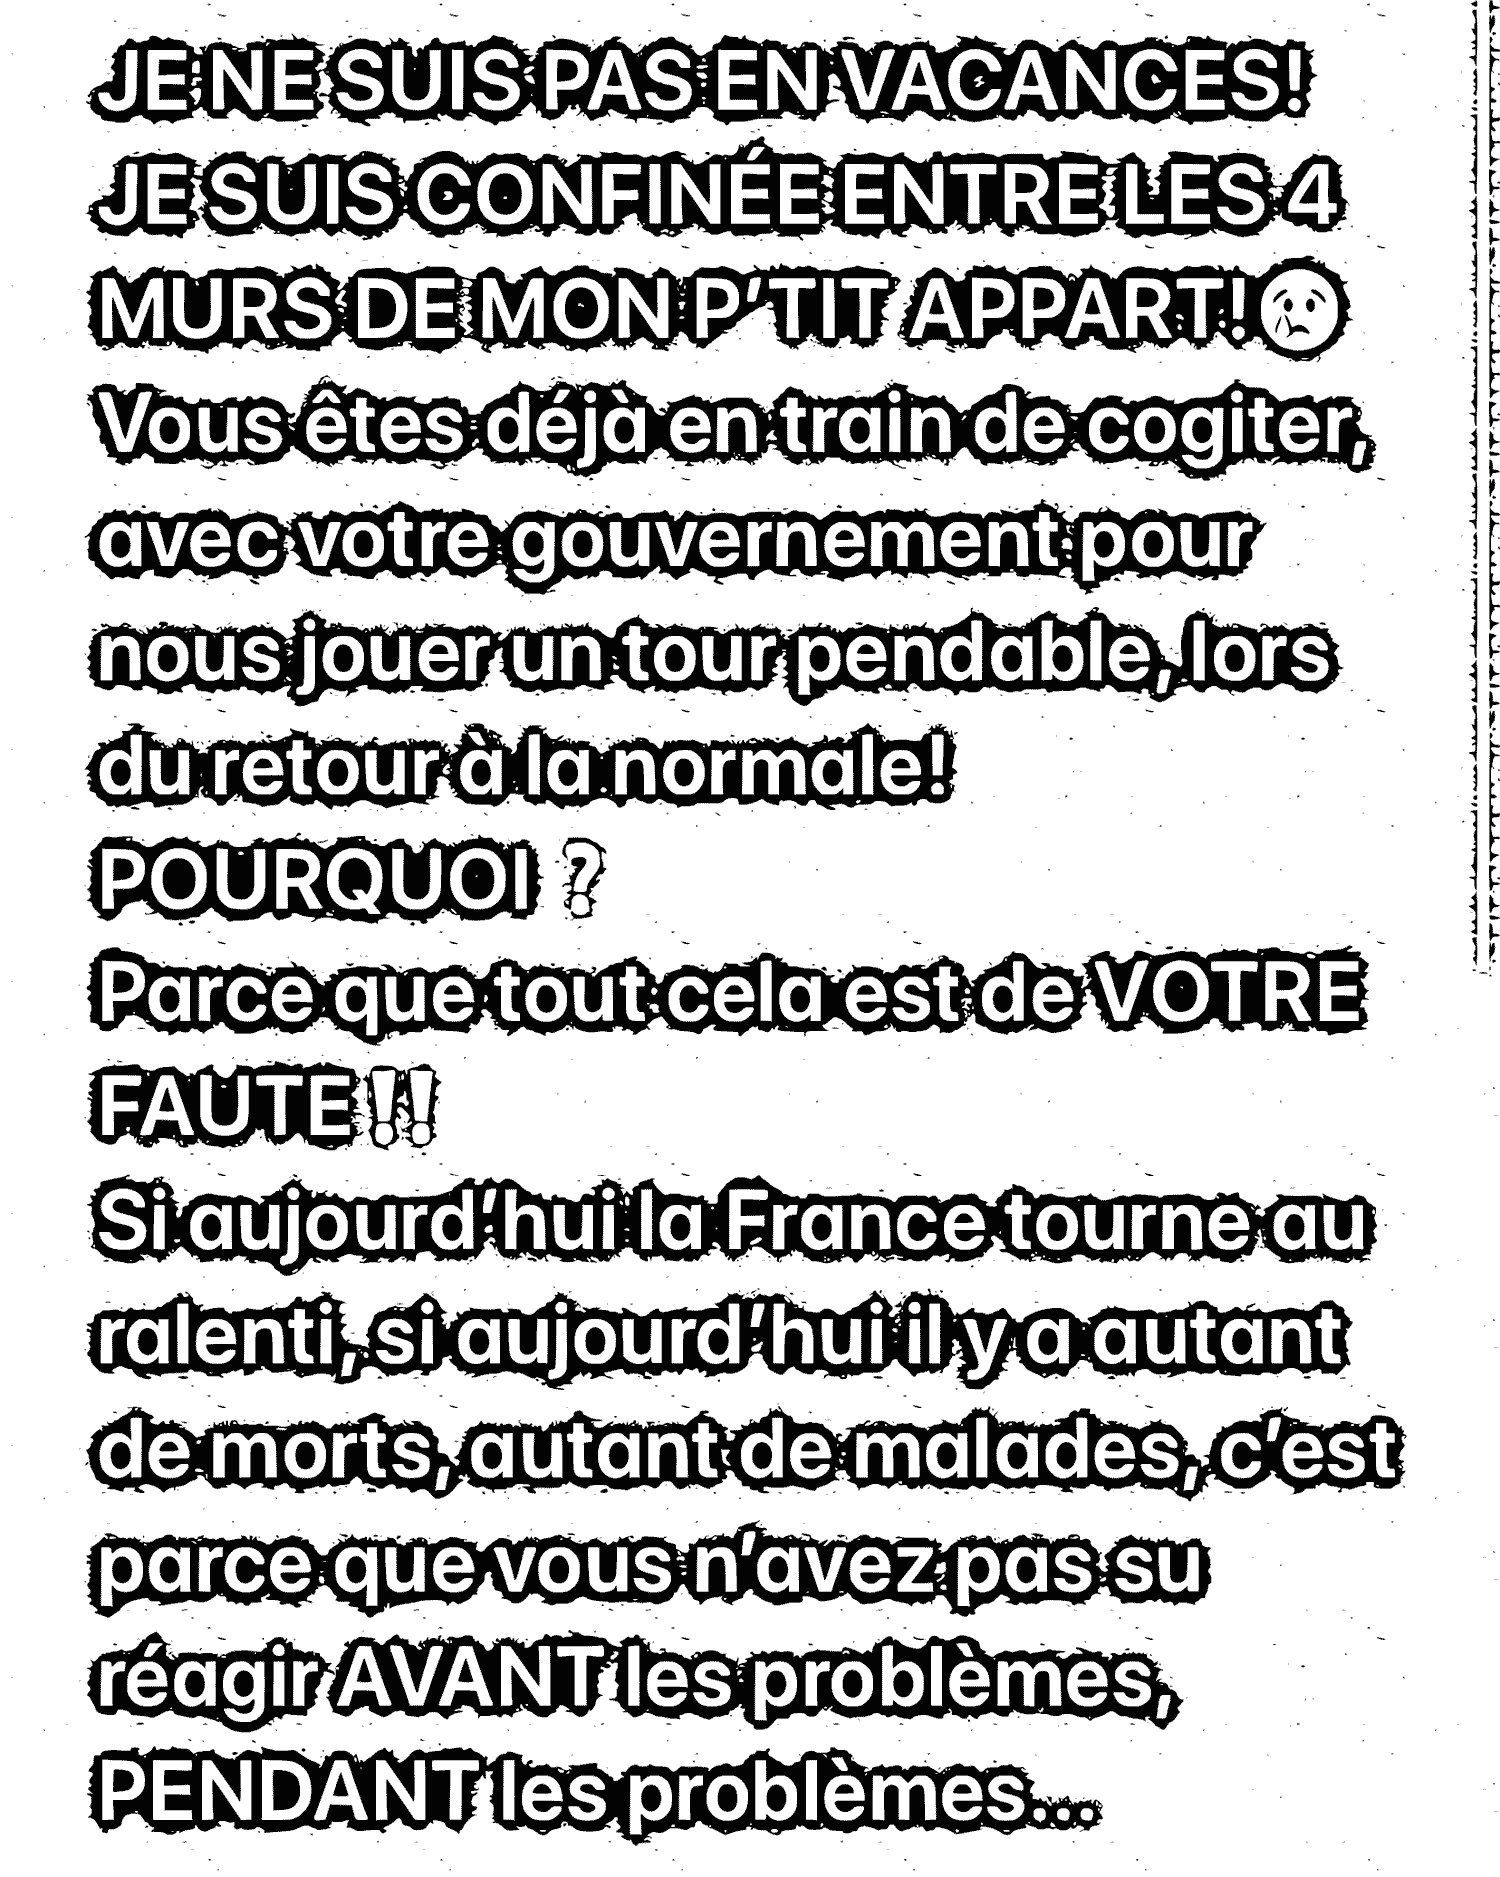 JE NE SUIS PAS EN VACANCES!
JE SUIS CONFINÉE ENTRE LES 4
MURS DE MON P'TIT APPART!😢
Vous êtes déjà en train de cogiter,
avec votre gouvernement pour
nous jouer un tour pendable, lors
du retour à la normale!
POURQUOI ❔
Parce que tout cela est de VOTRE
FAUTE‼️
Si aujourd'hui la France tourne au
ralenti, si aujourd'hui il y a autant
de morts, autant de malades, c'est
parce que vous n'avez pas su
réagir AVANT les problèmes,
PENDANT les problèmes...